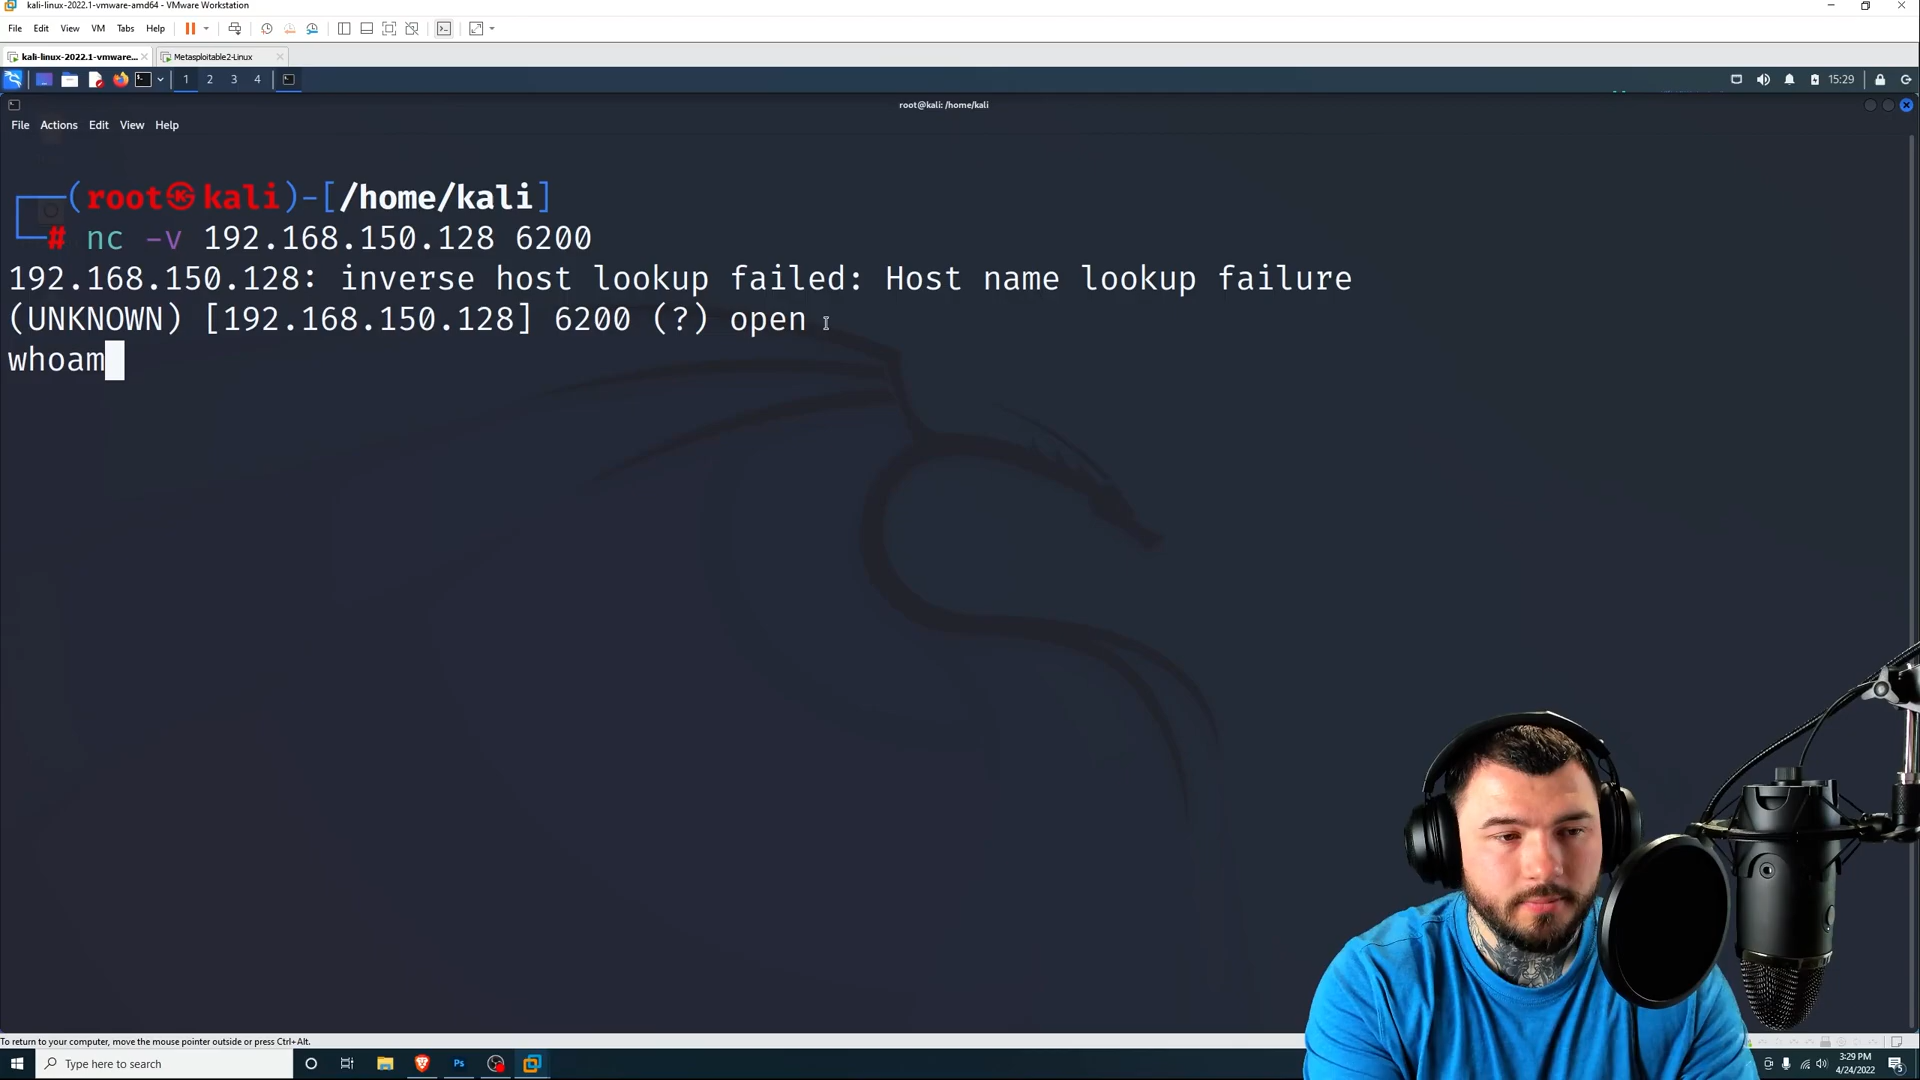 kali-linux-2022.1-vmware-amd64 - VMware Workstation
File Edit View VM Tabs Help
kali-linux-2022.1-vmware... Metasploitable2-Linux
1 2 3 4 15:29
root@kali: /home/kali
File Actions Edit View Help
(root㉿kali)-[/home/kali]
# nc -v 192.168.150.128 6200
192.168.150.128: inverse host lookup failed: Host name lookup failure
(UNKNOWN) [192.168.150.128] 6200 (?) open
whoam
To return to your computer, move the mouse pointer outside or press Ctrl+Alt.
Type here to search
Ps
3:29 PM
4/24/2022
5